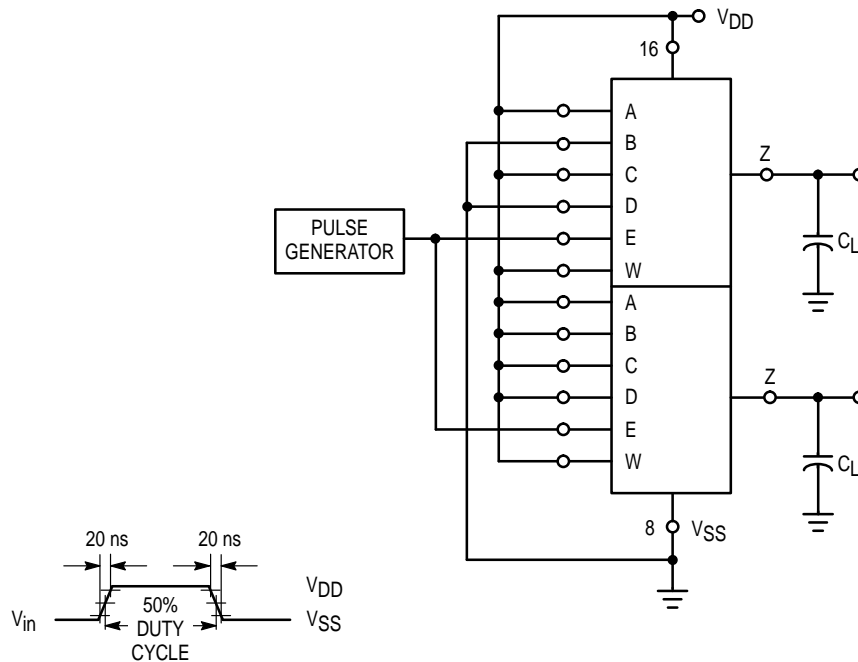 VDD
16
A
B
C
D
E
W
Z
CL
PULSE
GENERATOR
A
B
C
D
E
W
Z
CL
8
VSS
20 ns
20 ns
Vin
50%
DUTY
CYCLE
VDD
VSS